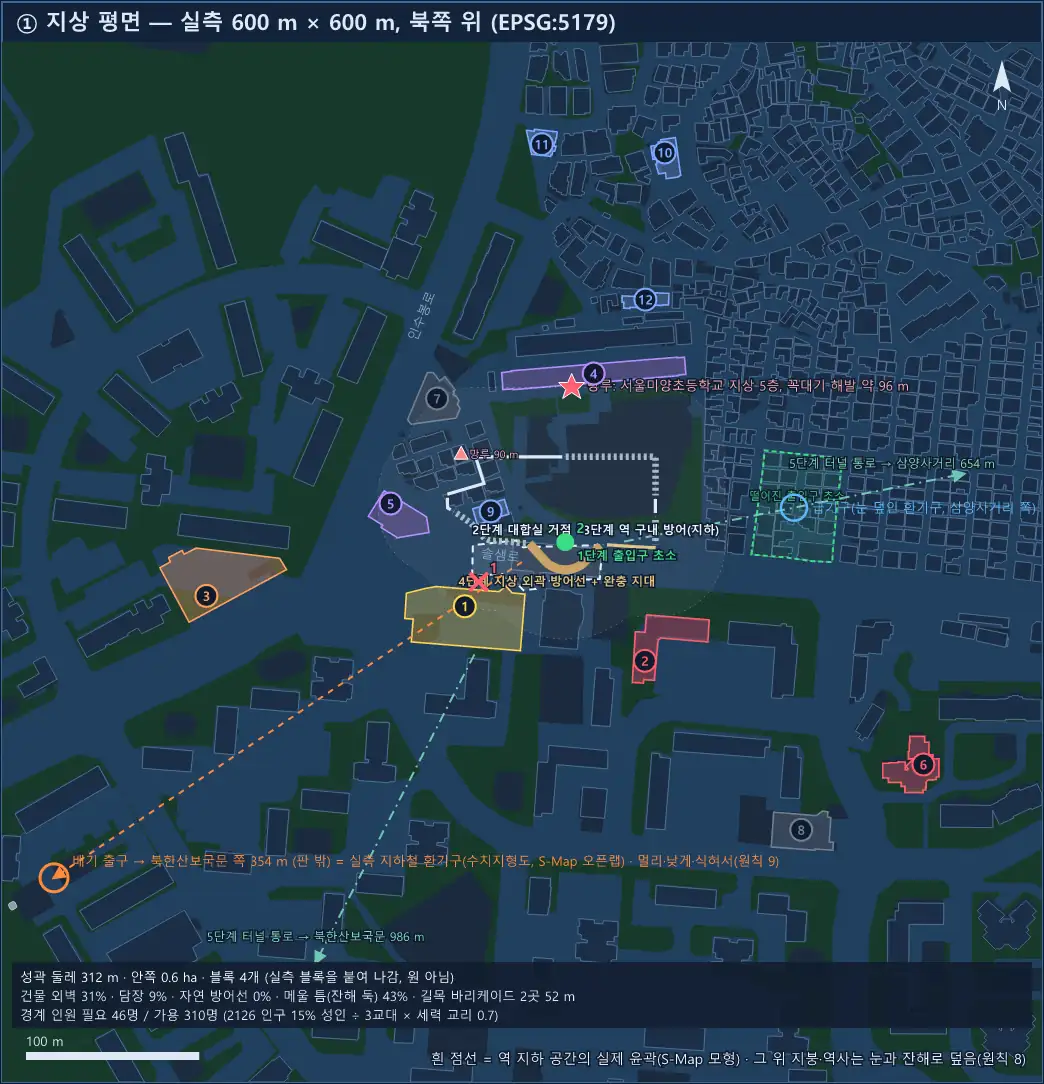 ① 지상 평면 — 실측 600 m × 600 m, 북쪽 위 (EPSG:5179)
N
11
10
인수봉로
12
4
망루: 서울미양초등학교 지상 5층, 꼭대기 해발 약 96 m
7
망루 90 m
5단계 터널 통로 → 삼양사거리 654 m
떨어진 출입구 초소
급기구(눈 덮인 환기구, 삼양사거리 쪽)
5
9
2단계 대합실 거점
2
3단계 역 구내 방어(지하)
솔샘로
1단계 출입구 초소
1
4단계 지상 외곽 방어선 + 완충 지대
3
1
2
6
8
배기 출구 → 북한산보국문 쪽 354 m (판 밖) = 실측 지하철 환기구(수치지형도, S-Map 오픈랩) · 멀리·낮게·식혀서(원칙 9)
5단계 터널 통로 → 북한산보국문 986 m
성곽 둘레 312 m · 안쪽 0.6 ha · 블록 4개 (실측 블록을 붙여 나감, 원 아님)
건물 외벽 31% · 담장 9% · 자연 방어선 0% · 메울 틈(잔해 둑) 43% · 길목 바리케이드 2곳 52 m
경계 인원 필요 46명 / 가용 310명 (2126 인구 15% 성인 ÷ 3교대 × 세력 교리 0.7)
100 m
흰 점선 = 역 지하 공간의 실제 윤곽(S-Map 모형) · 그 위 지붕·역사는 눈과 잔해로 덮음(원칙 8)